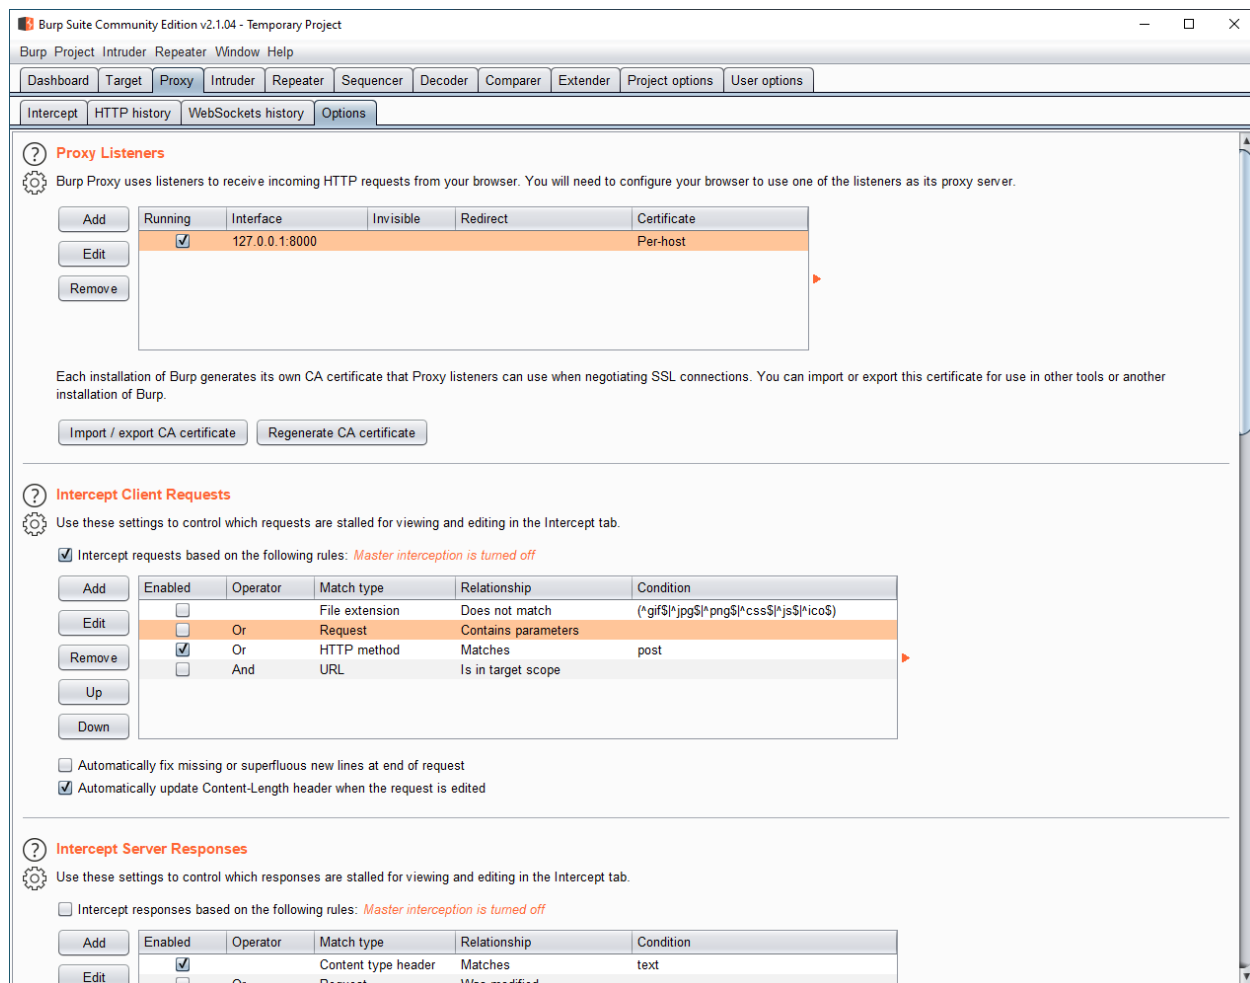 Burp Suite Community Edition v2.1.04 - Temporary Project
Burp Project Intruder Repeater Window Help
Dashboard Target Proxy Intruder Repeater Sequencer Decoder Comparer Extender Project options User options
Intercept HTTP history WebSockets history Options
? Proxy Listeners
Burp Proxy uses listeners to receive incoming HTTP requests from your browser. You will need to configure your browser to use one of the listeners as its proxy server.
Add Running Interface Invisible Redirect Certificate
127.0.0.1:8000 Per-host
Edit
Remove
Each installation of Burp generates its own CA certificate that Proxy listeners can use when negotiating SSL connections. You can import or export this certificate for use in other tools or another
installation of Burp.
Import / export CA certificate Regenerate CA certificate
? Intercept Client Requests
Use these settings to control which requests are stalled for viewing and editing in the Intercept tab.
Intercept requests based on the following rules: Master interception is turned off
Add Enabled Operator Match type Relationship Condition
File extension Does not match (^gif$|^jpg$|^png$|^css$|^js$|^ico$)
Edit
Or Request Contains parameters
Remove
Or HTTP method Matches post
And URL Is in target scope
Up
Down
Automatically fix missing or superfluous new lines at end of request
Automatically update Content-Length header when the request is edited
? Intercept Server Responses
Use these settings to control which responses are stalled for viewing and editing in the Intercept tab.
Intercept responses based on the following rules: Master interception is turned off
Add Enabled Operator Match type Relationship Condition
Content type header Matches text
Edit
Or Request Was modified